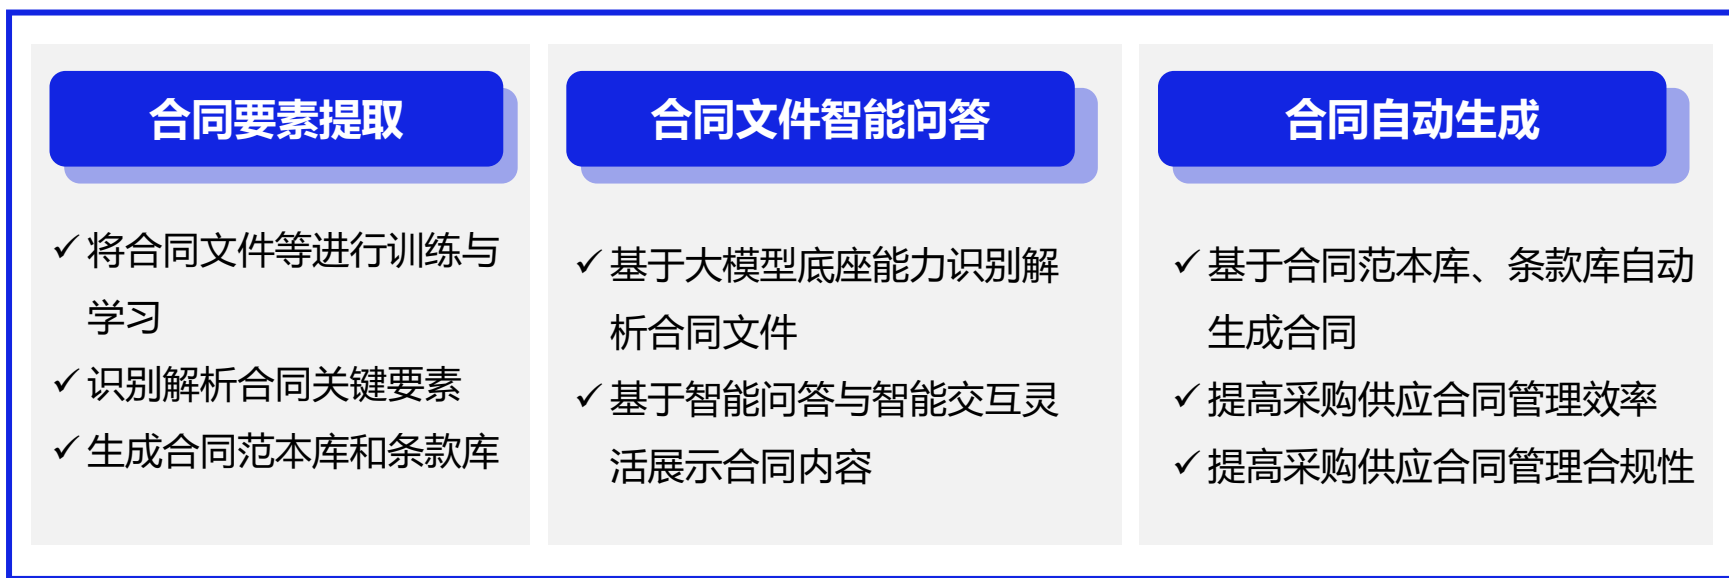 合同要素提取
✓将合同文件等进行训练与
学习
✓识别解析合同关键要素
✓生成合同范本库和条款库
合同文件智能问答
✓基于大模型底座能力识别解
析合同文件
✓基于智能问答与智能交互灵
活展示合同内容
合同自动生成
✓基于合同范本库、条款库自动
生成合同
✓提高采购供应合同管理效率
✓提高采购供应合同管理合规性